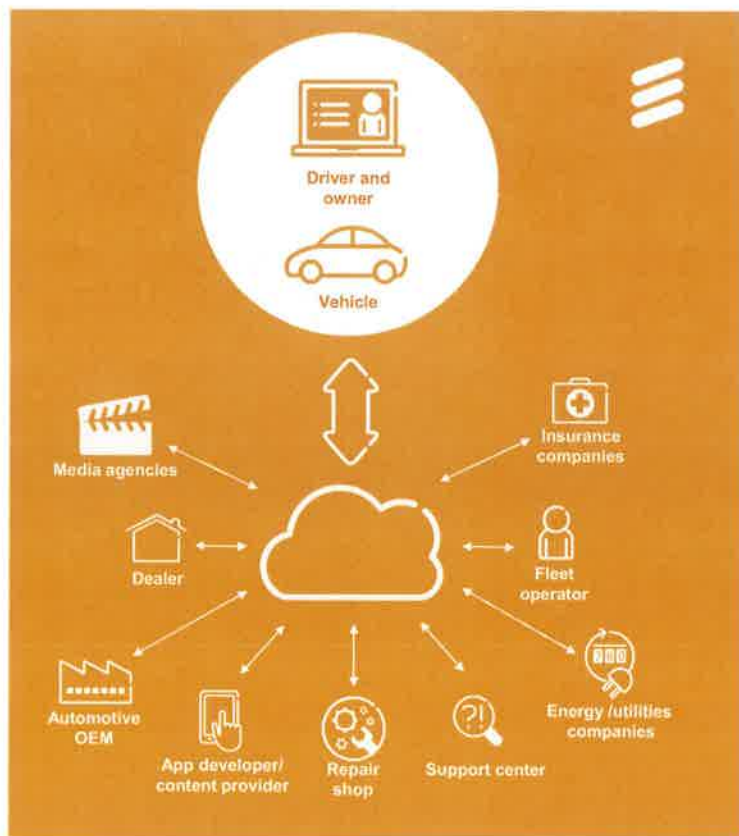 Driver and
owner
Vehicle
Media agencies
Insurance
companies
Dealer
Fleet
operator
Automotive
OEM
App developer/
content provider
Repair
shop
?!
Support center
Energy /utilities
companies